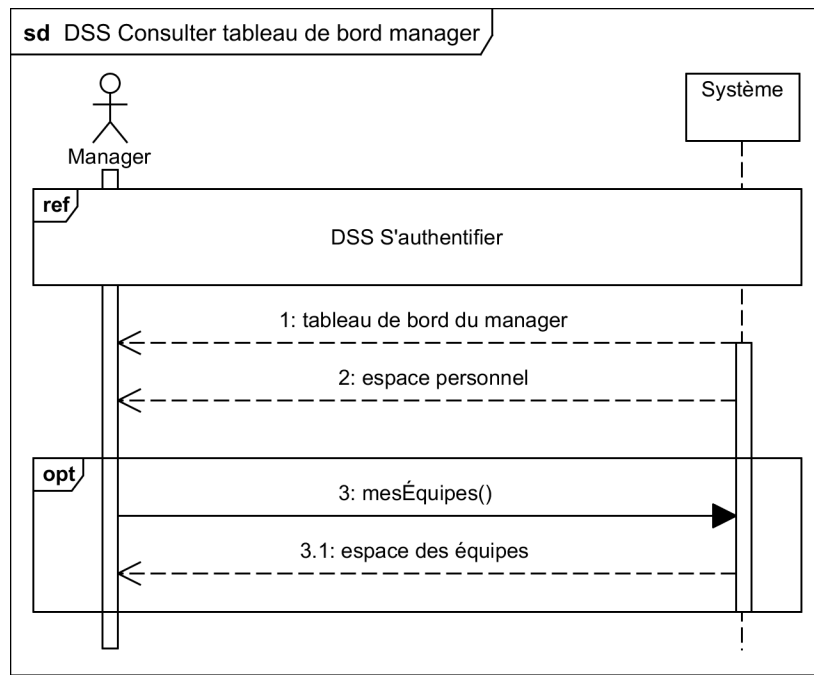 sd DSS Consulter tableau de bord manager
Système
Manager
ref
DSS S'authentifier
1: tableau de bord du manager
2: espace personnel
opt
3: mesÉquipes()
3.1: espace des équipes